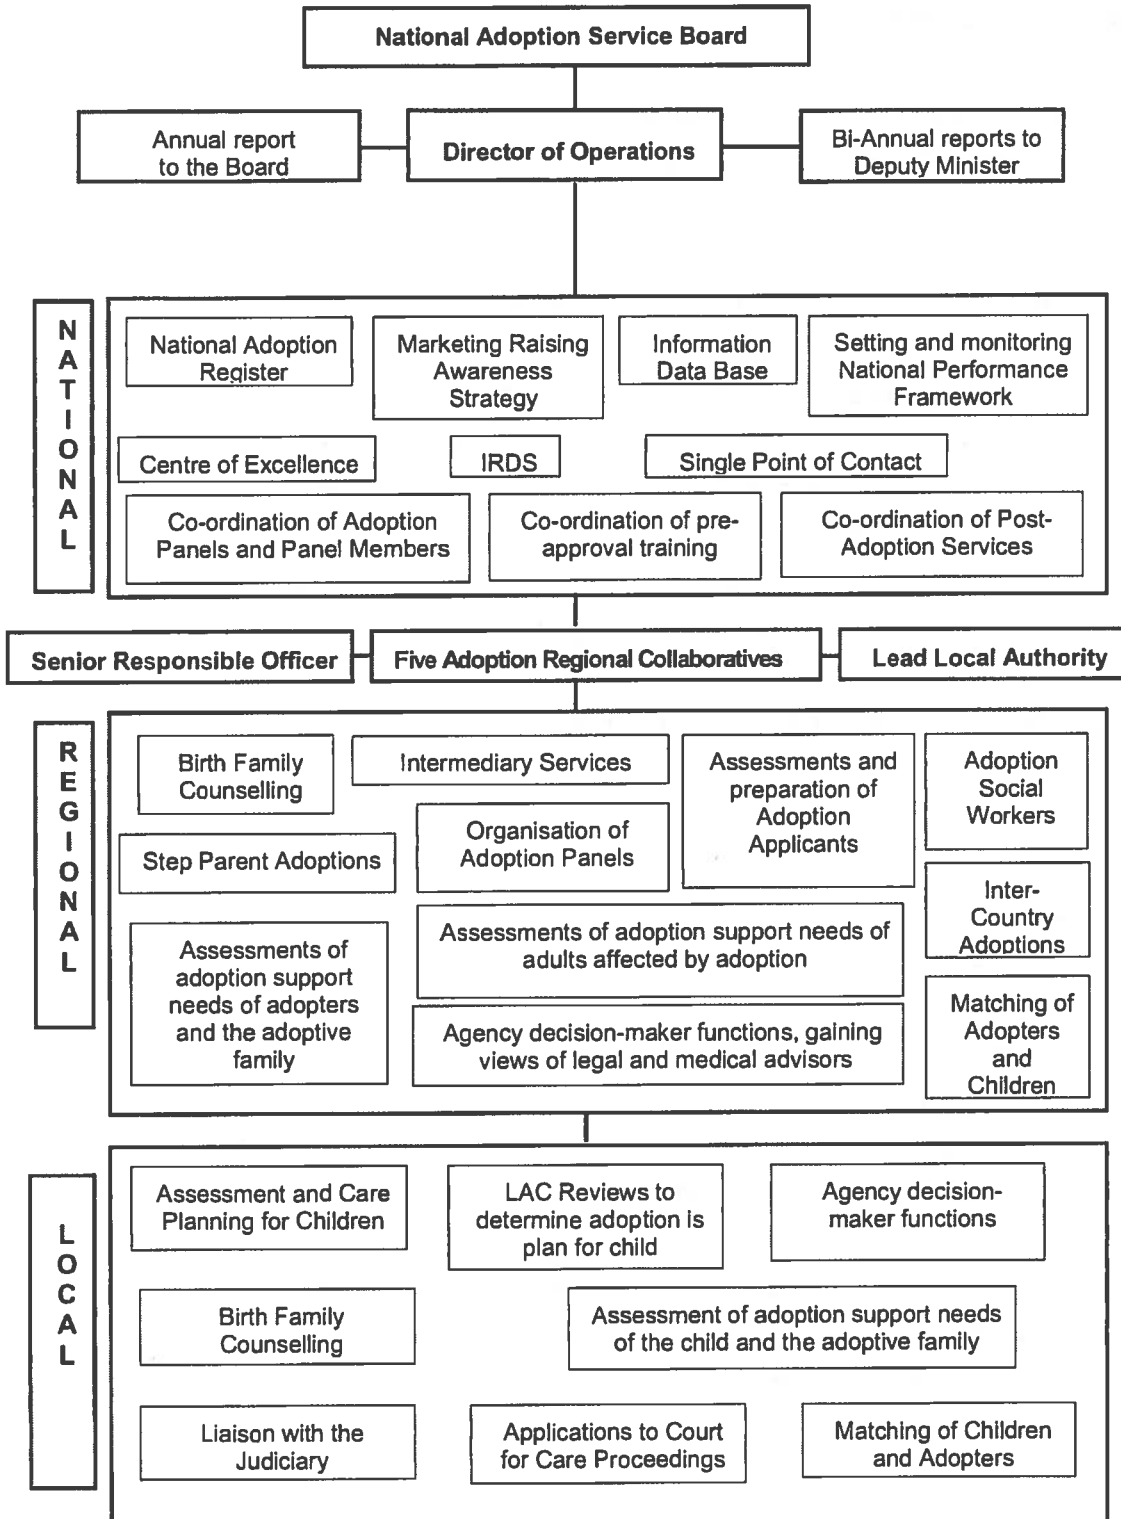 National Adoption Service Board
Annual report
to the Board
Director of Operations
Bi-Annual reports to
Deputy Minister
NATIONAL
National Adoption
Register
Marketing Raising
Awareness
Strategy
Information
Data Base
Setting and monitoring
National Performance
Framework
Centre of Excellence
IRDS
Single Point of Contact
Co-ordination of Adoption
Panels and Panel Members
Co-ordination of pre-
approval training
Co-ordination of Post-
Adoption Services
Senior Responsible Officer
Five Adoption Regional Collaboratives
Lead Local Authority
REGIONAL
Birth Family
Counselling
Intermediary Services
Assessments and
preparation of
Adoption
Applicants
Adoption
Social
Workers
Step Parent Adoptions
Organisation of
Adoption Panels
Inter-
Country
Adoptions
Assessments of
adoption support
needs of adopters
and the adoptive
family
Assessments of adoption support needs of
adults affected by adoption
Agency decision-maker functions, gaining
views of legal and medical advisors
Matching of
Adopters
and
Children
LOCAL
Assessment and Care
Planning for Children
LAC Reviews to
determine adoption is
plan for child
Agency decision-
maker functions
Birth Family
Counselling
Assessment of adoption support needs
of the child and the adoptive family
Liaison with the
Judiciary
Applications to Court
for Care Proceedings
Matching of Children
and Adopters